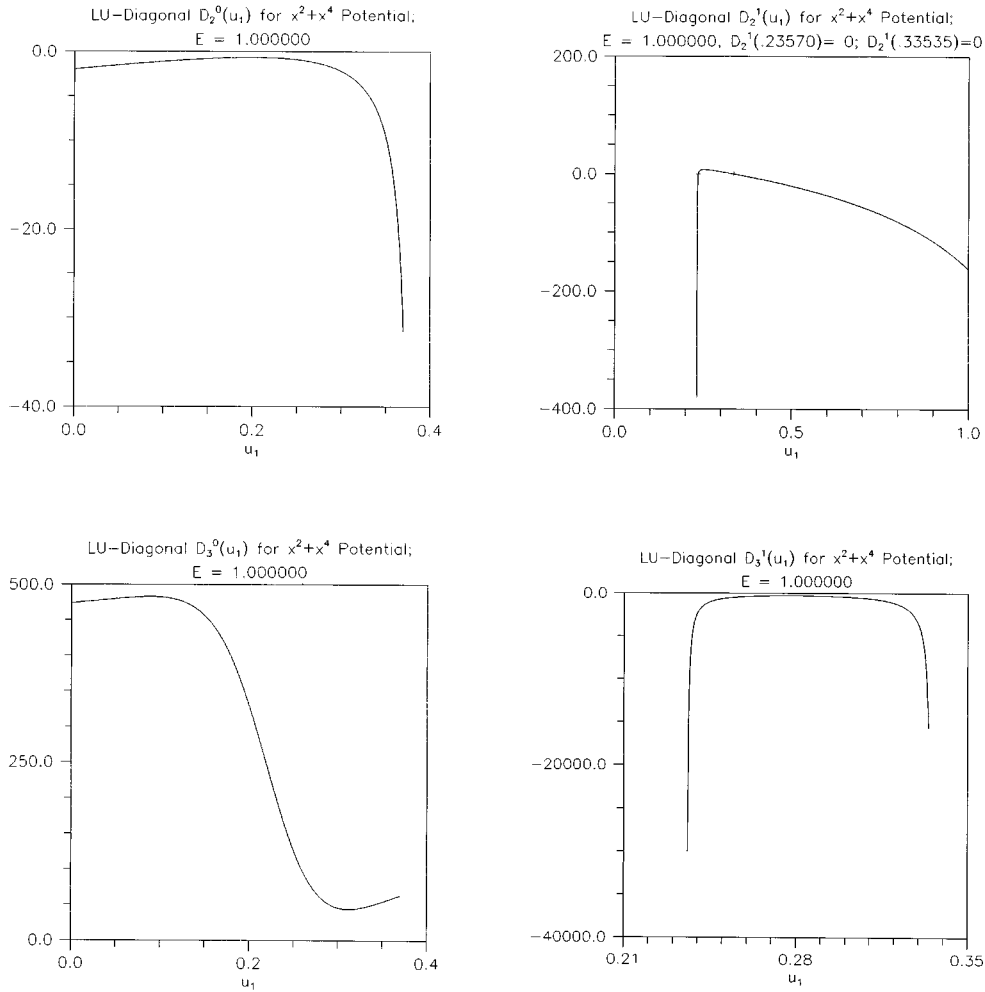 LU–Diagonal D₂⁰(u₁) for x²+x⁴ Potential;
E = 1.000000
0.0
−20.0
−40.0
0.0 0.2 0.4
u₁
LU–Diagonal D₂¹(u₁) for x²+x⁴ Potential;
E = 1.000000, D₂¹(.23570)= 0; D₂¹(.33535)=0
200.0
0.0
−200.0
−400.0
0.0 0.5 1.0
u₁
LU–Diagonal D₃⁰(u₁) for x²+x⁴ Potential;
E = 1.000000
500.0
250.0
0.0
0.0 0.2 0.4
u₁
LU–Diagonal D₃¹(u₁) for x²+x⁴ Potential;
E = 1.000000
0.0
−20000.0
−40000.0
0.21 0.28 0.35
u₁